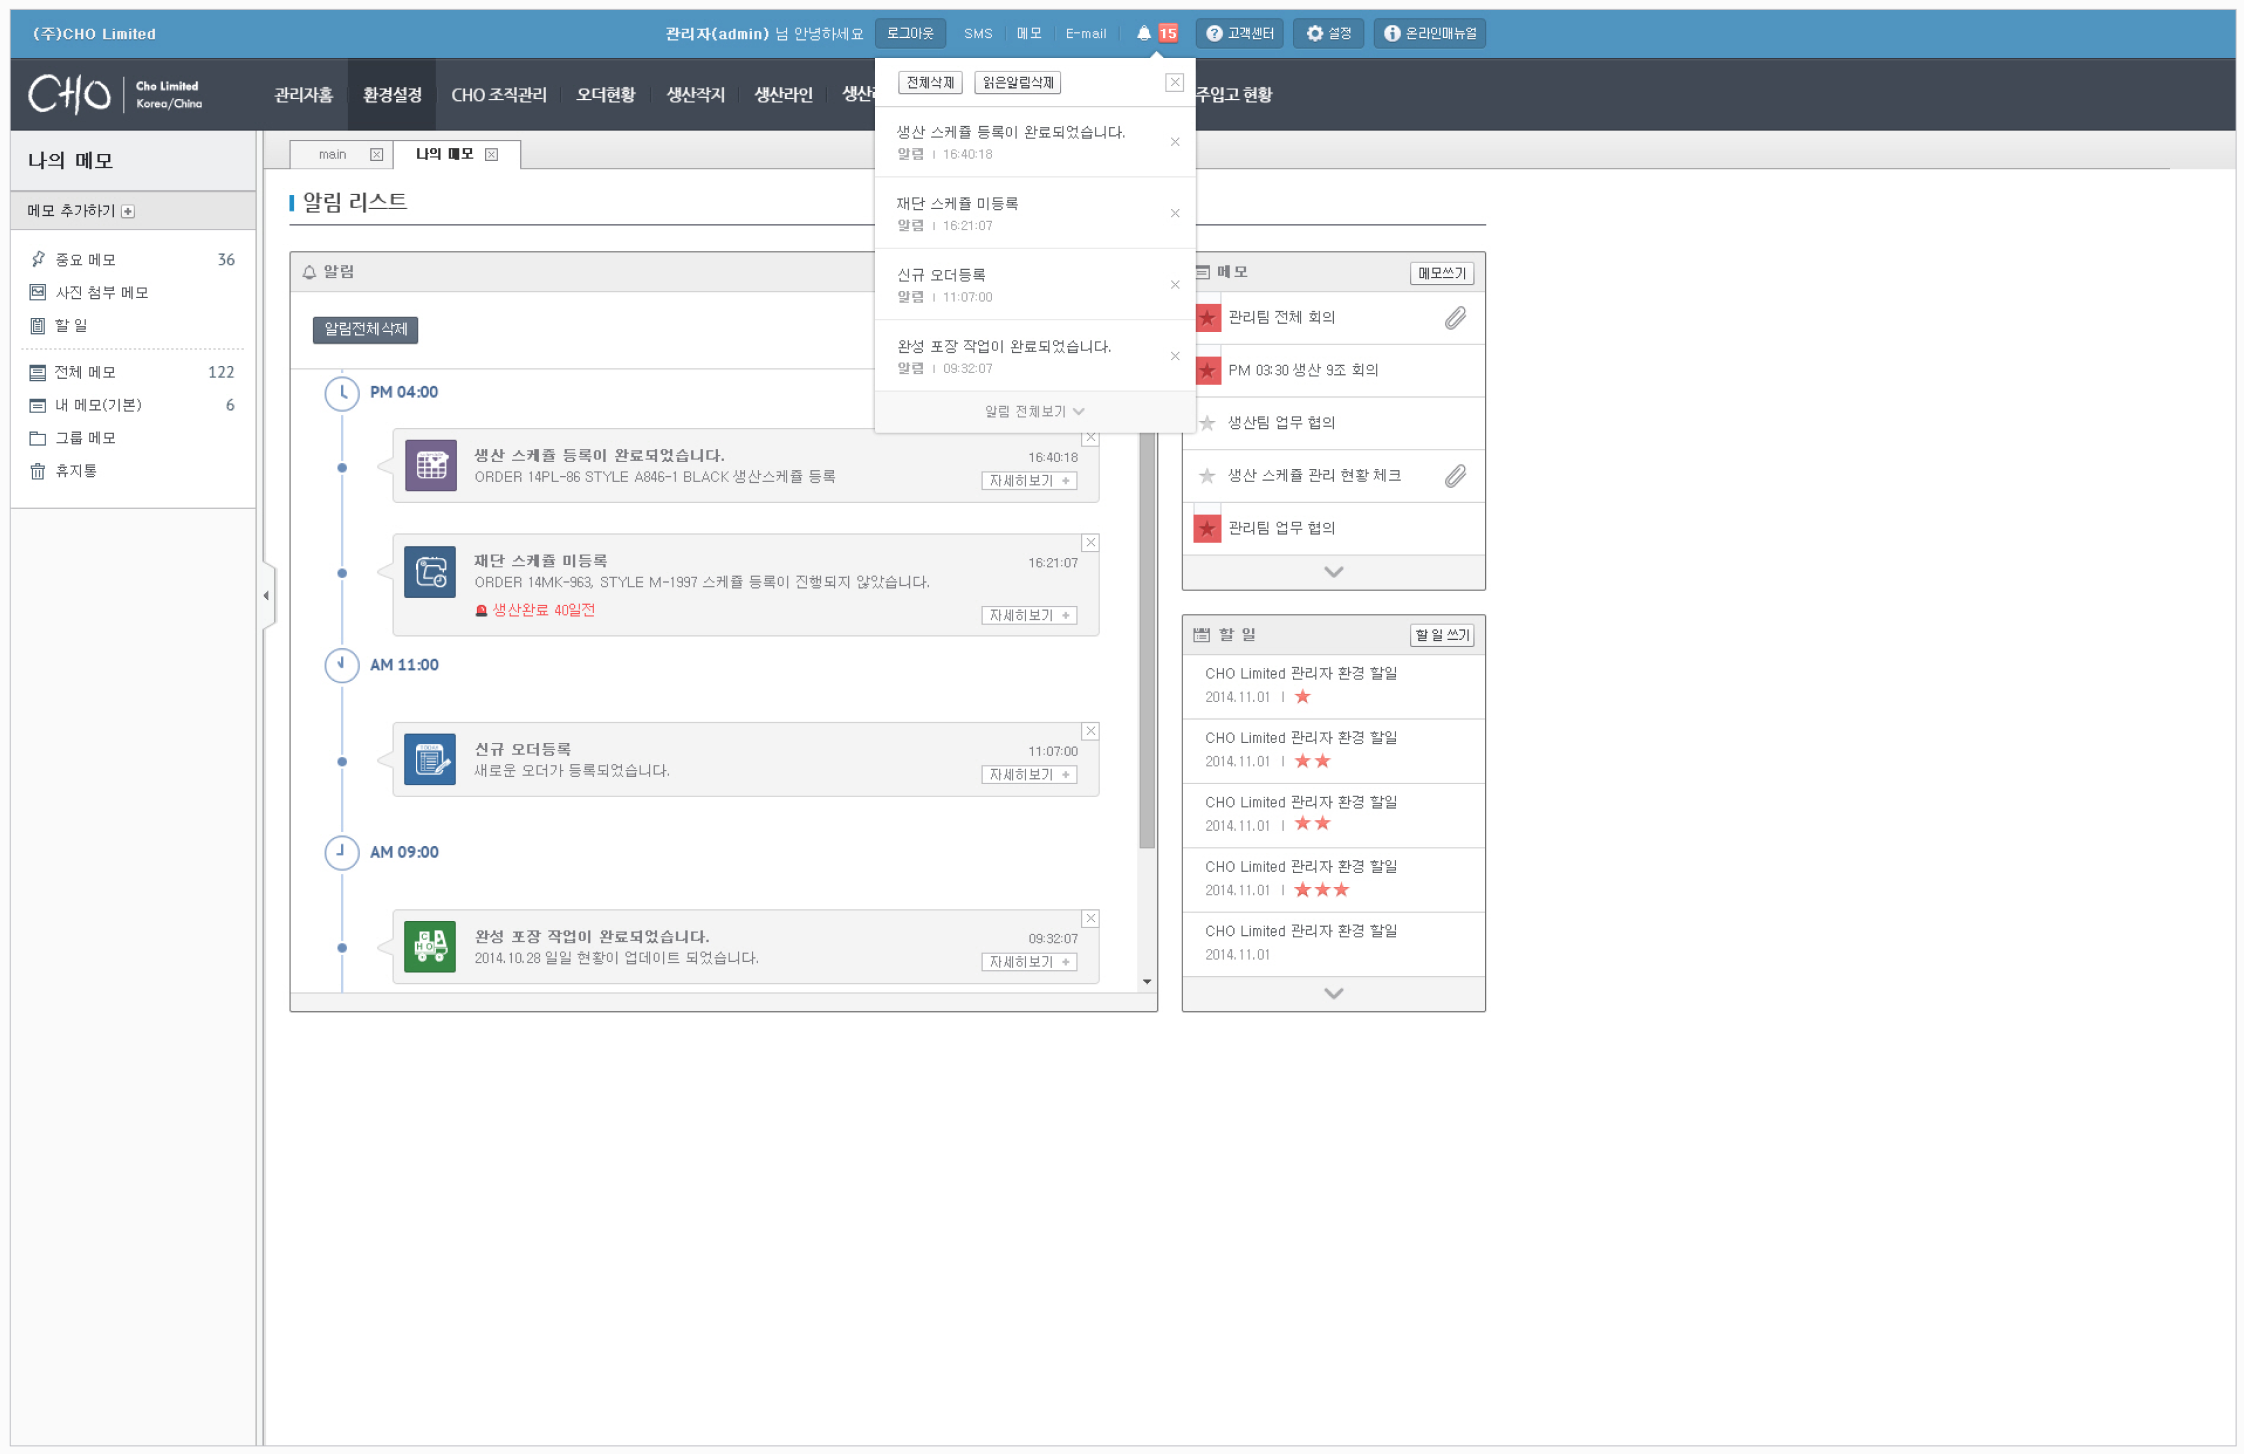 (주)CHO Limited
관리자(admin) 님 안녕하세요 로그아웃 SMS 메모 E-mail 15 고객센터 설정 온라인매뉴얼
CHO Cho Limited
Korea/China
관리자홈 환경설정 CHO 조직관리 오더현황 생산작지 생산라인 주입고 현황
전체삭제 읽은알림삭제
생산 스케쥴 등록이 완료되었습니다.
알림 16:40:18
재단 스케쥴 미등록
알림 16:21:07
신규 오더등록
알림 11:07:00
완성 포장 작업이 완료되었습니다.
알림 09:32:07
알림 전체보기
나의 메모
메모 추가하기
중요 메모 36
사진 첨부 메모
할 일
전체 메모 122
내 메모(기본) 6
그룹 메모
휴지통
main 나의 메모
알림 리스트
알림
알림전체삭제
PM 04:00
생산 스케쥴 등록이 완료되었습니다. 16:40:18
ORDER 14PL-86 STYLE A846-1 BLACK 생산스케쥴 등록 자세히보기 +
재단 스케쥴 미등록 16:21:07
ORDER 14MK-963, STYLE M-1997 스케쥴 등록이 진행되지 않았습니다.
생산완료 40일전 자세히보기 +
AM 11:00
신규 오더등록 11:07:00
새로운 오더가 등록되었습니다. 자세히보기 +
AM 09:00
완성 포장 작업이 완료되었습니다. 09:32:07
2014.10.28 일일 현황이 업데이트 되었습니다. 자세히보기 +
메모 메모쓰기
관리팀 전체 회의
PM 03:30 생산 9조 회의
생산팀 업무 협의
생산 스케쥴 관리 현황 체크
관리팀 업무 협의
할 일 할 일 쓰기
CHO Limited 관리자 환경 할일
2014.11.01
CHO Limited 관리자 환경 할일
2014.11.01
CHO Limited 관리자 환경 할일
2014.11.01
CHO Limited 관리자 환경 할일
2014.11.01
CHO Limited 관리자 환경 할일
2014.11.01